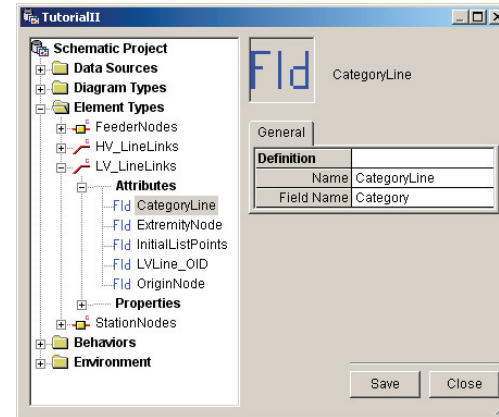 TutorialII
Schematic Project
Data Sources
Diagram Types
Element Types
FeederNodes
HV_LineLinks
LV_LineLinks
Attributes
Fld CategoryLine
Fld ExtremityNode
Fld InitialListPoints
Fld LVLine_OID
Fld OriginNode
Properties
StationNodes
Behaviors
Environment
Fld CategoryLine
General
Definition
Name CategoryLine
Field Name Category
Save Close